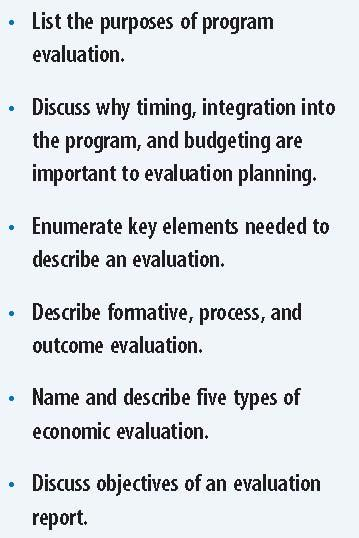 • List the purposes of program
evaluation.
• Discuss why timing, integration into
the program, and budgeting are
important to evaluation planning.
• Enumerate key elements needed to
describe an evaluation.
• Describe formative, process, and
outcome evaluation.
• Name and describe five types of
economic evaluation.
• Discuss objectives of an evaluation
report.